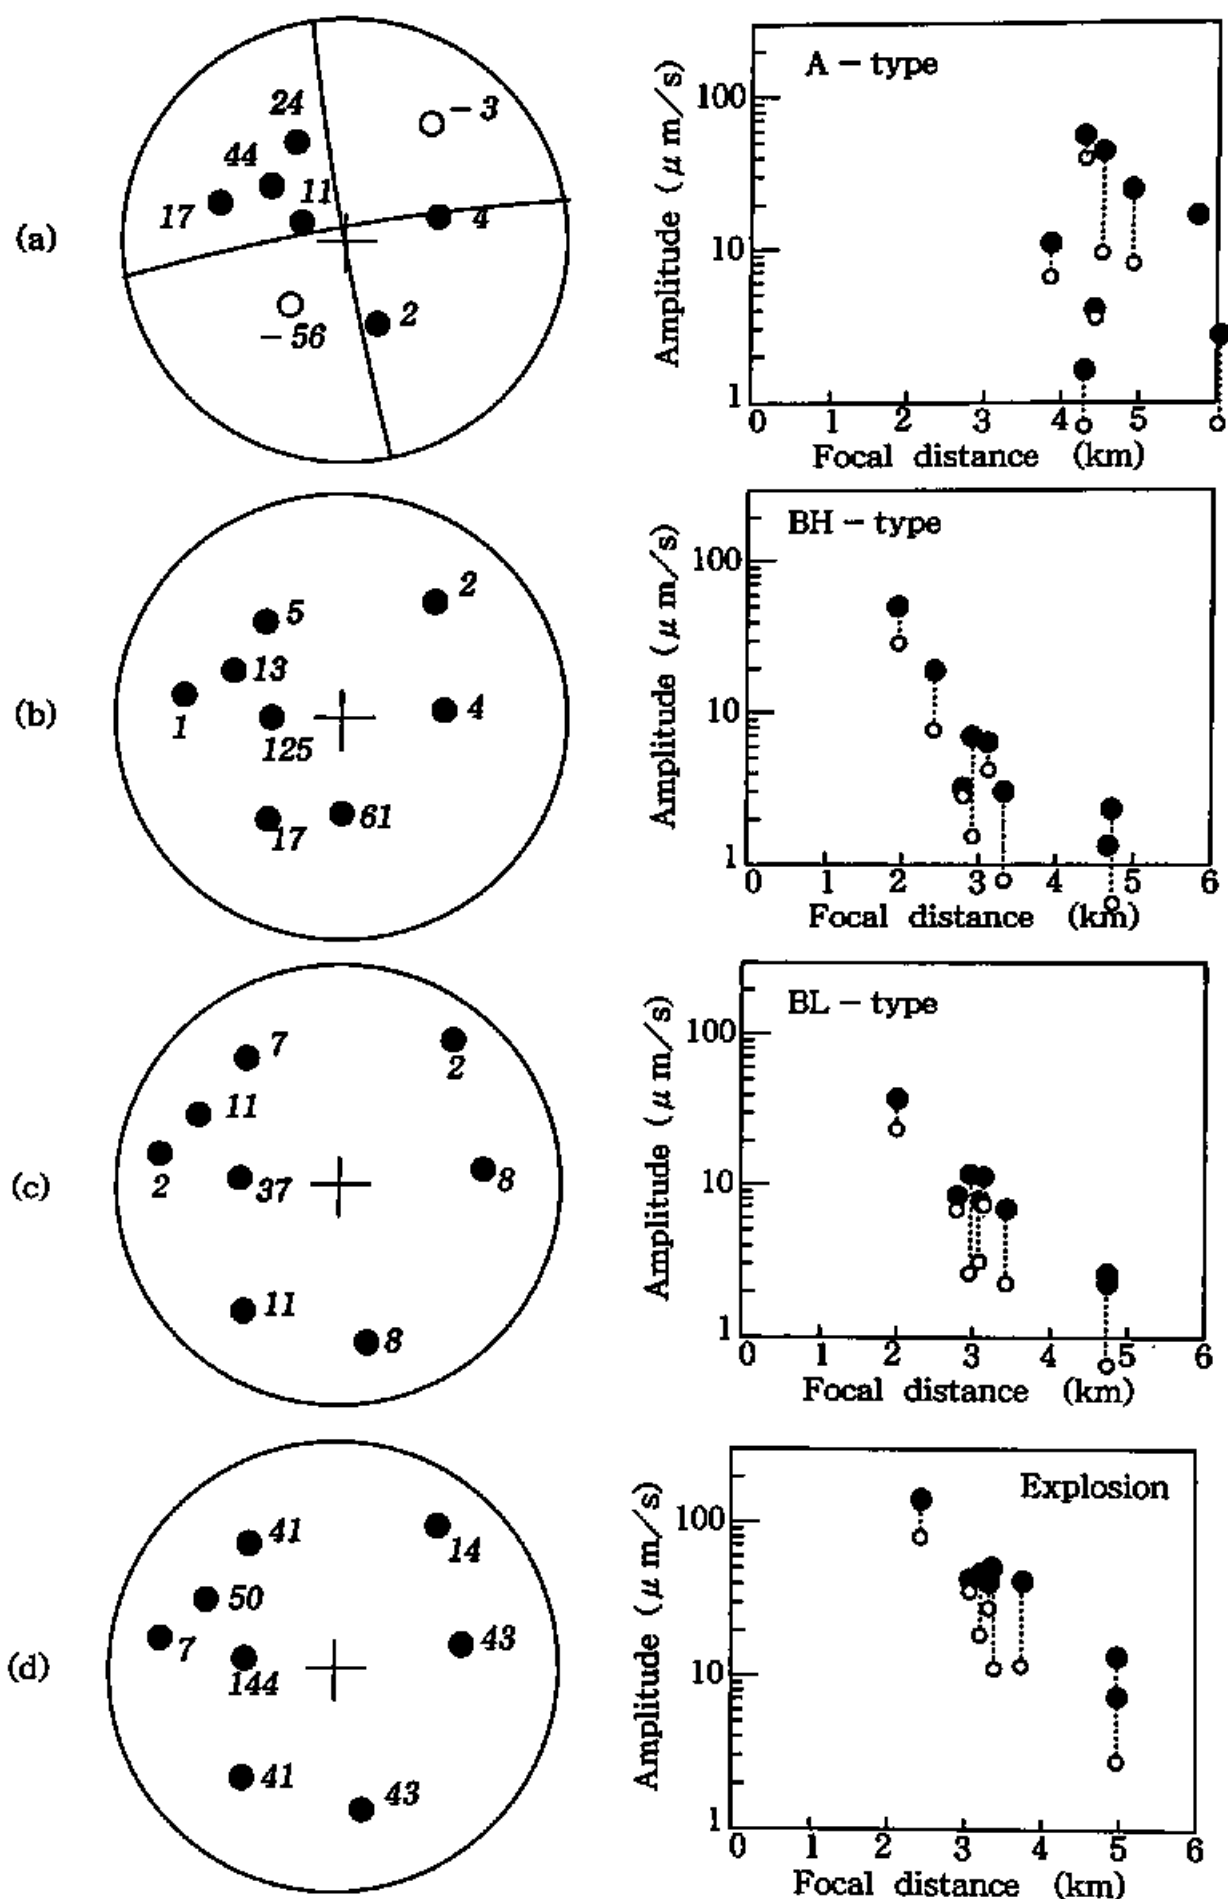 (a)
24
- 3
44
11
17
4
- 56
2
A - type
Amplitude (μ m/s)
100
10
1
0 1 2 3 4 5 6
Focal distance (km)
(b)
2
5
13
1
4
125
17
61
BH - type
Amplitude (μ m/s)
100
10
1
0 1 2 3 4 5 6
Focal distance (km)
(c)
7
2
11
2
37
8
11
8
BL - type
Amplitude (μ m/s)
100
10
1
0 1 2 3 4 5 6
Focal distance (km)
(d)
41
14
50
7
43
144
41
43
Explosion
Amplitude (μ m/s)
100
10
1
0 1 2 3 4 5 6
Focal distance (km)